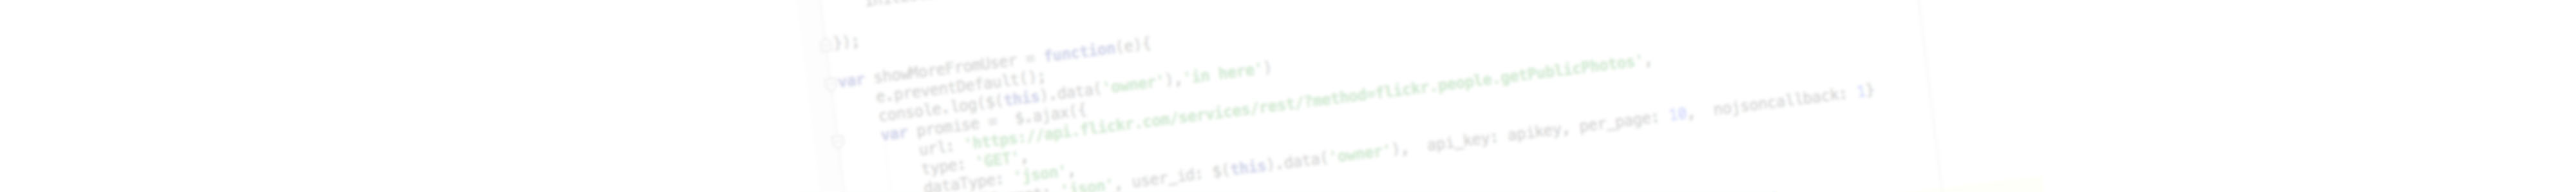 });
var showMoreFromUser = function(e){
e.preventDefault();
console.log($(this).data('owner'),'in here')
var promise = $.ajax({
url: 'https://api.flickr.com/services/rest/?method=flickr.people.getPublicPhotos',
type: 'GET',
dataType: 'json',
'json', user_id: $(this).data('owner'), api_key: apikey, per_page: 10, nojsoncallback: 1}